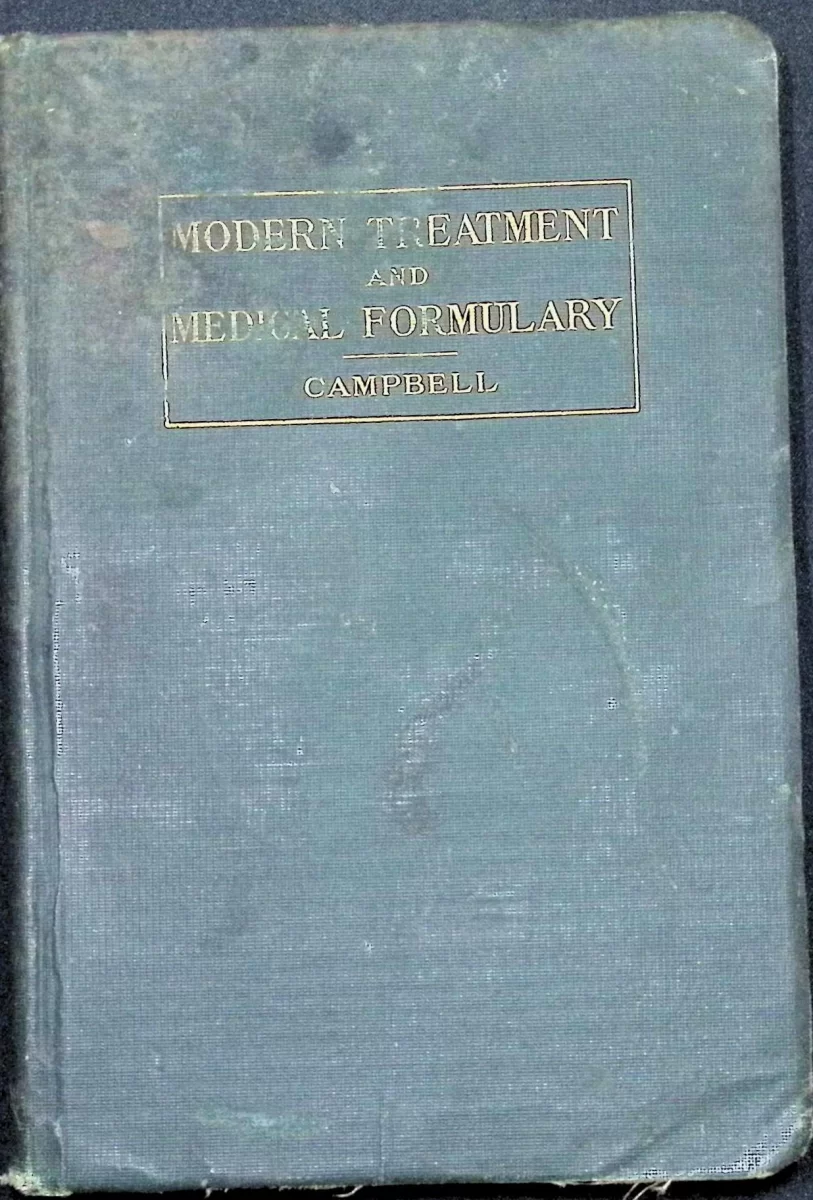 MODERN TREATMENT
AND
MEDICAL FORMULARY
CAMPBELL